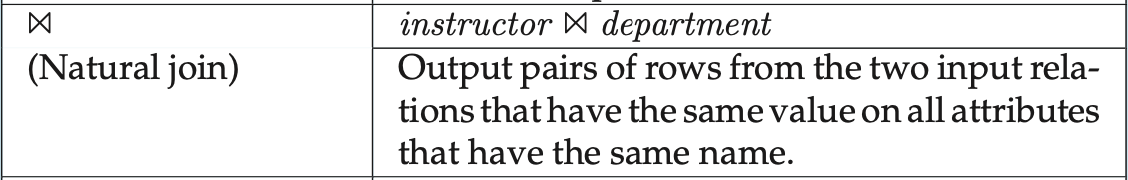 ⋈
instructor ⋈ department
(Natural join)
Output pairs of rows from the two input rela-
tions that have the same value on all attributes
that have the same name.